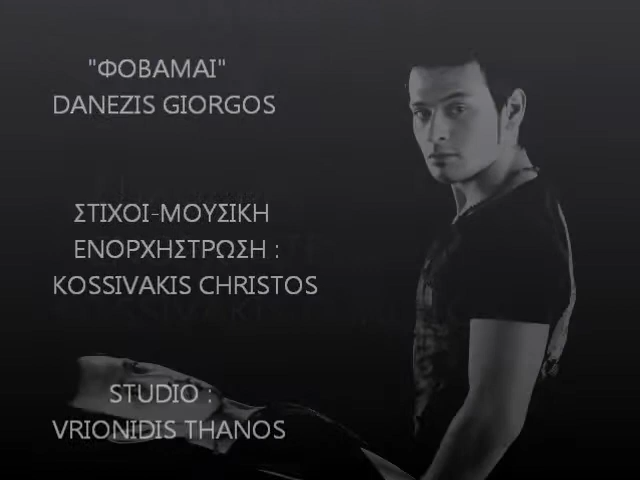 "ΦΟΒΑΜΑΙ"
DANEZIS GIORGOS
ΣΤΙΧΟΙ-ΜΟΥΣΙΚΗ
ΕΝΟΡΧΗΣΤΡΩΣΗ :
KOSSIVAKIS CHRISTOS
STUDIO :
VRIONIDIS THANOS